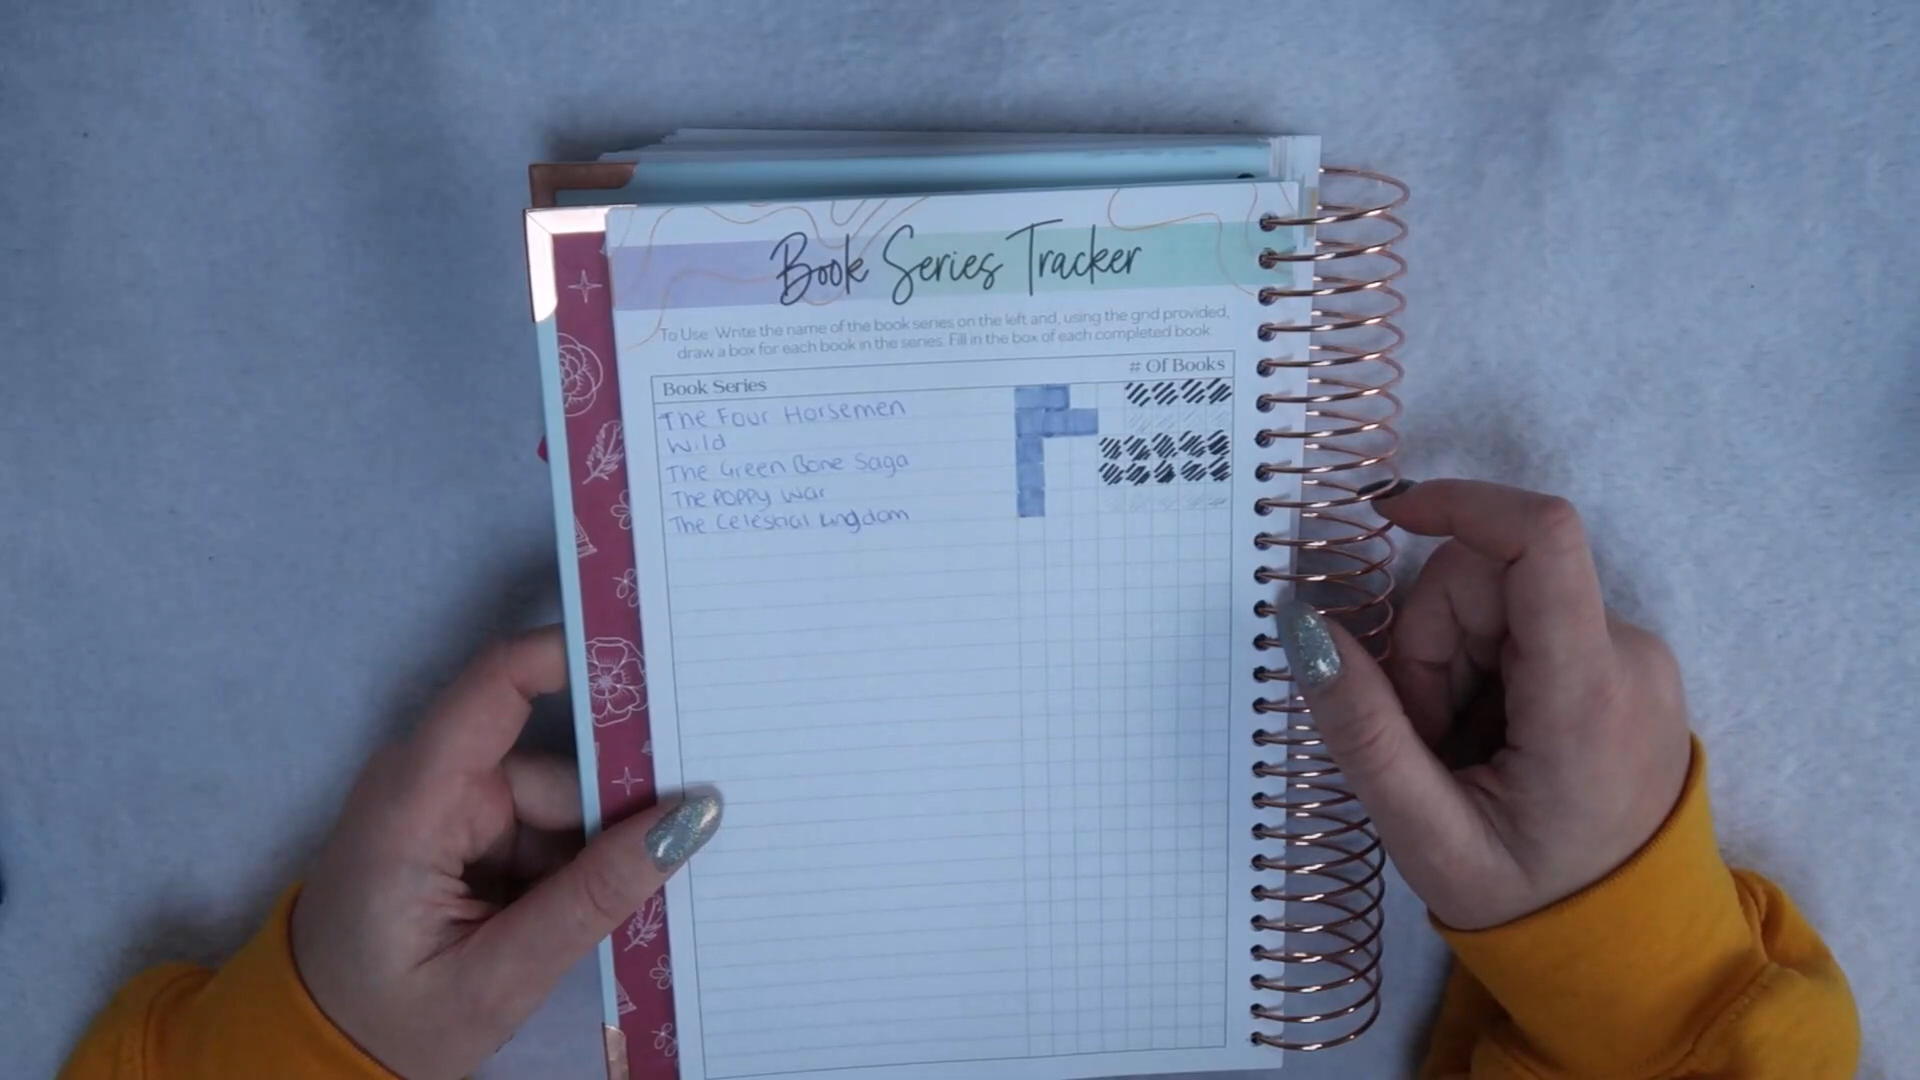 Book Series Tracker
To Use: Write the name of the book series on the left and, using the grid provided,
draw a box for each book in the series. Fill in the box of each completed book.
Book Series # Of Books
The Four Horsemen
Wild
The Green Bone Saga
The Poppy War
The Celestial Kingdom